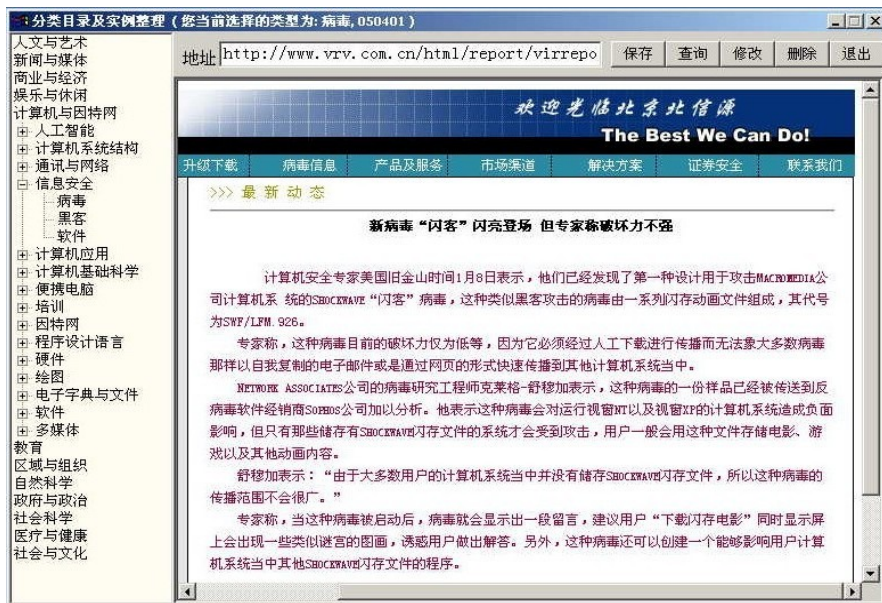 分类目录及实例整理 (您当前选择的类型为:病毒,050401)
人文与艺术
新闻与媒体
商业与经济
娱乐与休闲
计算机与因特网
人工智能
计算机系统结构
通讯与网络
信息安全
病毒
黑客
软件
计算机应用
计算机基础科学
便携电脑
培训
因特网
程序设计语言
硬件
绘图
电子字典与文件
软件
多媒体
教育
区域与组织
自然科学
政府与政治
社会科学
医疗与健康
社会与文化
地址 http://www.vrv.com.cn/html/report/virrepo 保存 查询 修改 删除 退出
欢迎光临北京北信源
The Best We Can Do!
升级下载 病毒信息 产品及服务 市场渠道 解决方案 证券安全 联系我们
>>> 最新动态
新病毒“闪客”闪亮登场 但专家称破坏力不强
计算机安全专家美国旧金山时间1月8日表示，他们已经发现了第一种设计用于攻击MACROMEDIA公
司计算机系 统的SHOCKWAVE“闪客”病毒，这种类似黑客攻击的病毒由一系列闪存动画文件组成，其代号
为SWF/LFM.926。
专家称，这种病毒目前的破坏力仅为低等，因为它必须经过人工下载进行传播而无法象大多数病毒
那样以自我复制的电子邮件或是通过网页的形式快速传播到其他计算机系统当中。
NETWORK ASSOCIATES公司的病毒研究工程师克莱格-舒穆加表示，这种病毒的一份样品已经被传送到反
病毒软件经销商SOPHOS公司加以分析。他表示这种病毒会对运行视窗NT以及视窗XP的计算机系统造成负面
影响，但只有那些储存有SHOCKWAVE闪存文件的系统才会受到攻击，用户一般会用这种文件存储电影、游
戏以及其他动画内容。
舒穆加表示：“由于大多数用户的计算机系统当中并没有储存SHOCKWAVE闪存文件，所以这种病毒的
传播范围不会很广。”
专家称，当这种病毒被启动后，病毒就会显示出一段留言，建议用户“下载闪存电影”同时显示屏
上会出现一些类似谜宫的图画，诱惑用户做出解答。另外，这种病毒还可以创建一个能够影响用户计算
机系统当中其他SHOCKWAVE闪存文件的程序。